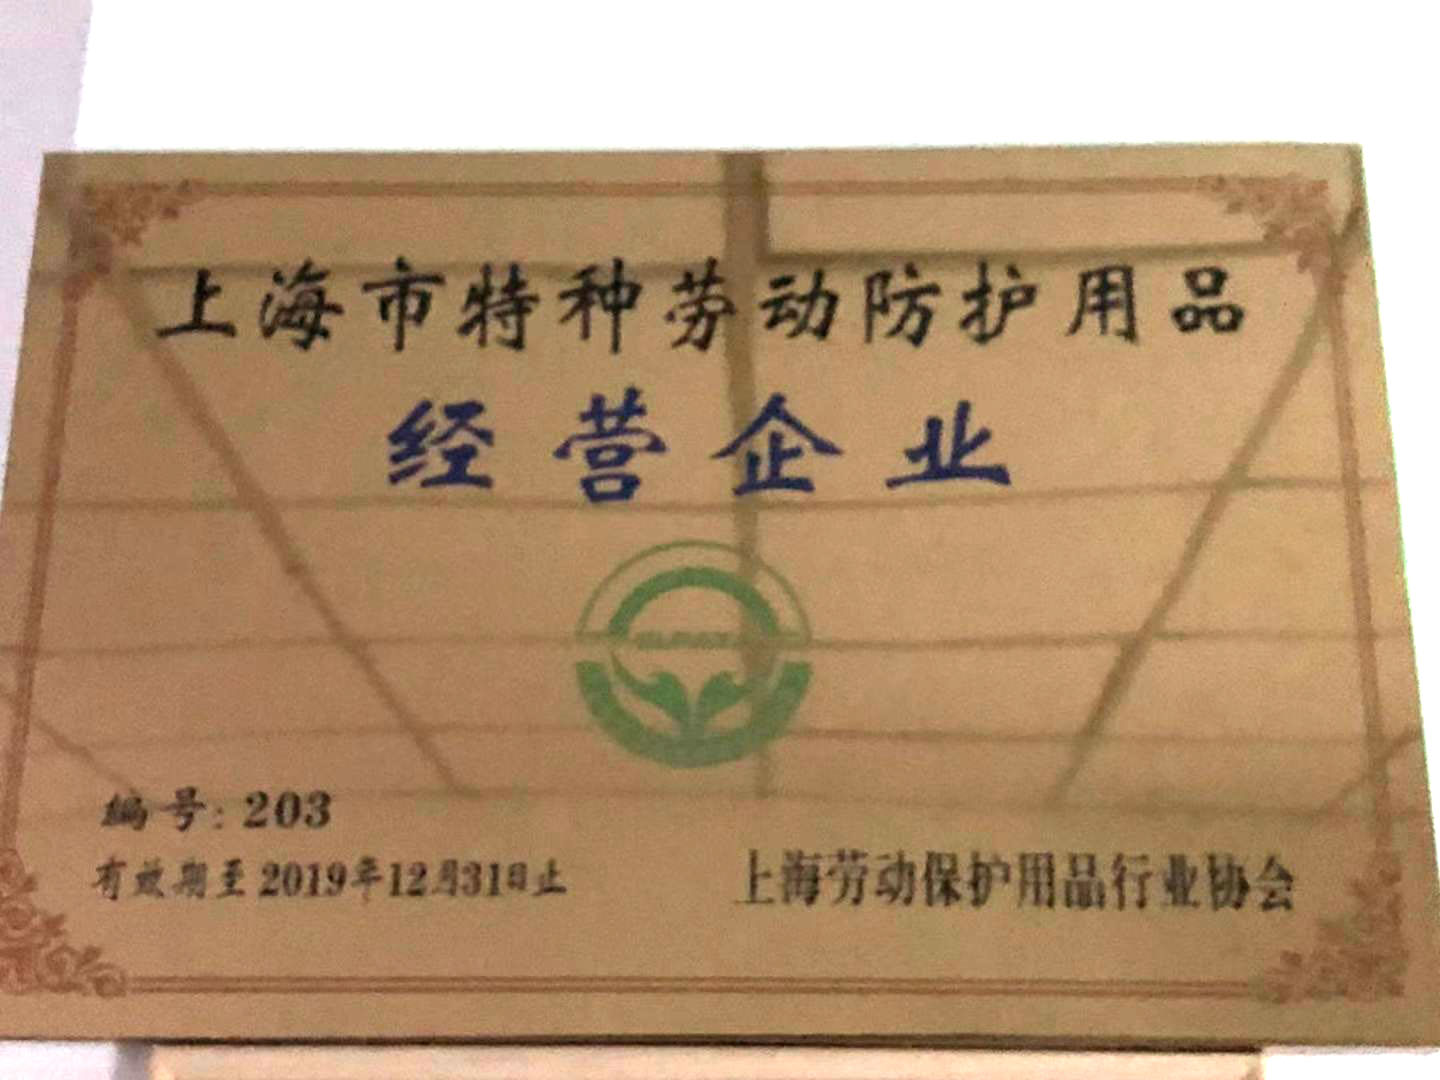 上海市特种劳动防护用品
经营企业
编号: 203
有效期至2019年12月31日止
上海劳动保护用品行业协会